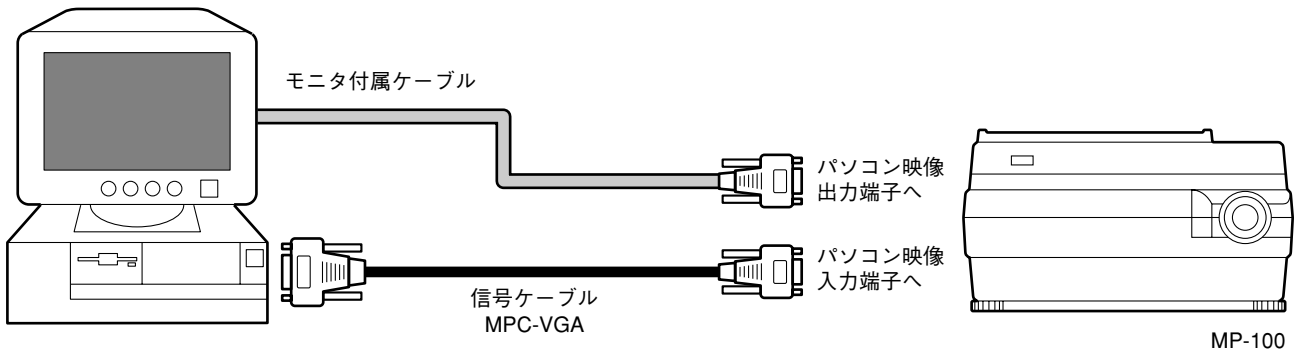 モニタ付属ケーブル
パソコン映像
出力端子へ
パソコン映像
入力端子へ
信号ケーブル
MPC-VGA
MP-100